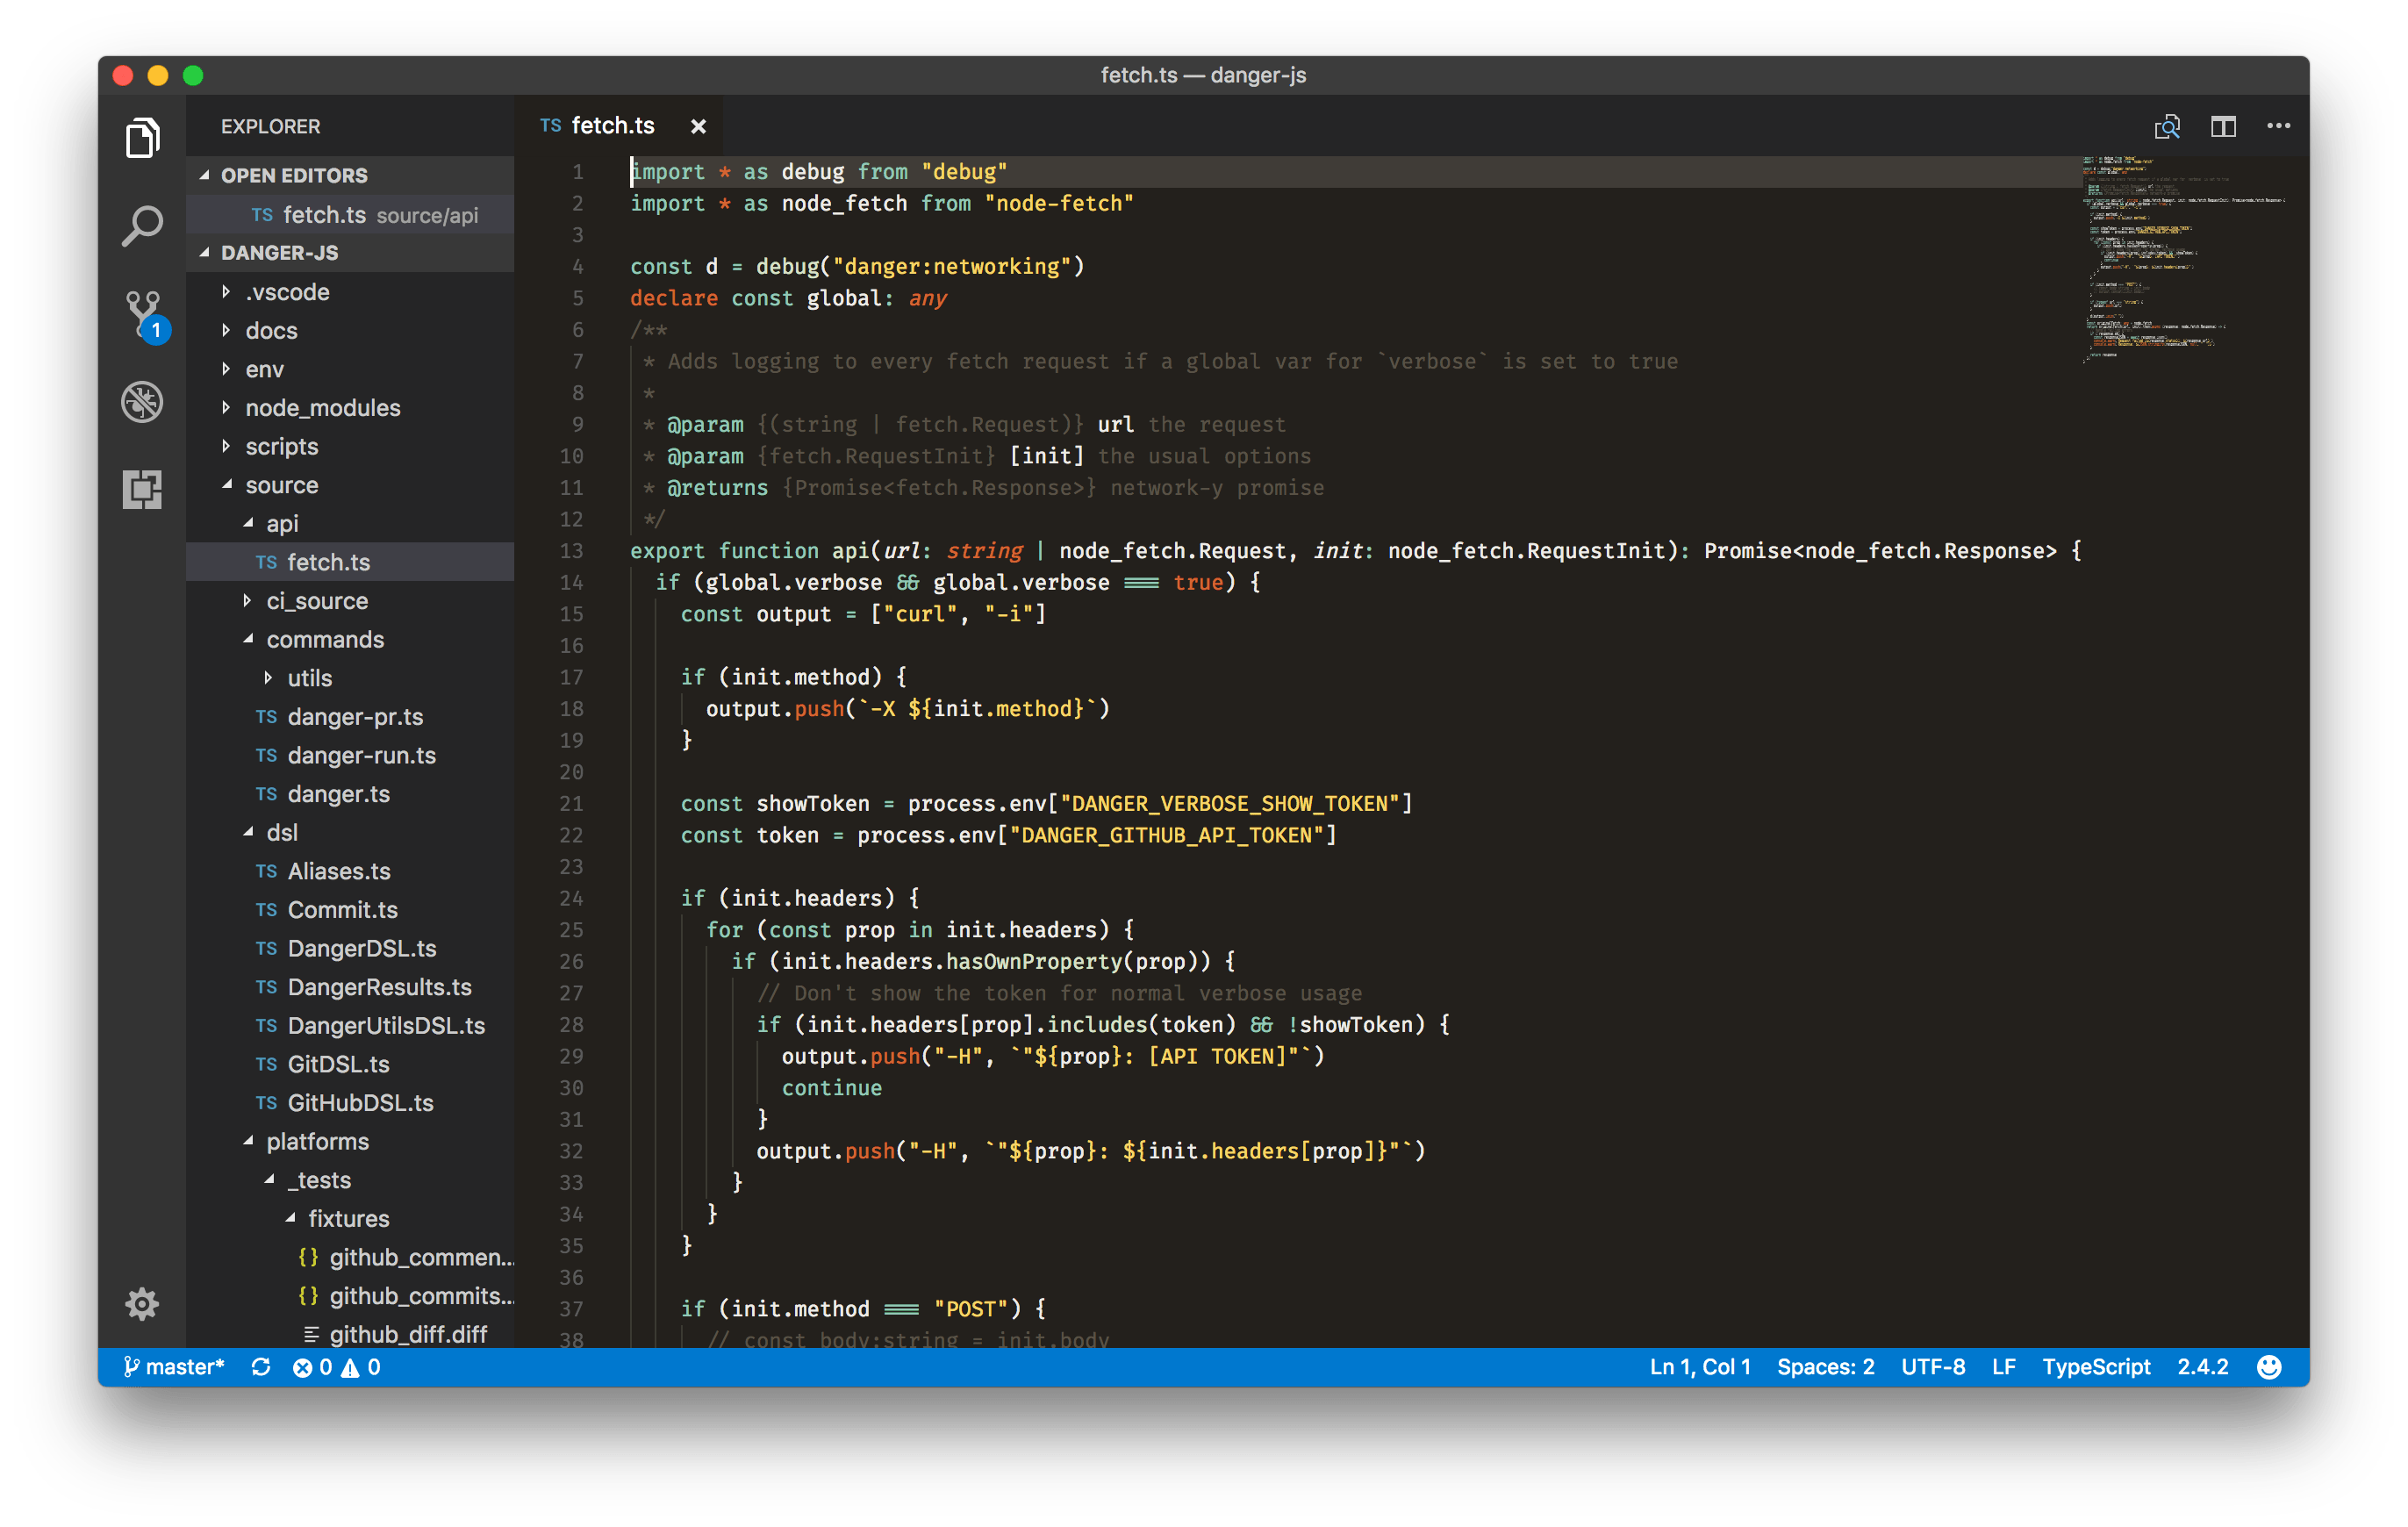 fetch.ts — danger-js
EXPLORER
OPEN EDITORS
TS fetch.ts source/api
DANGER-JS
.vscode
docs
env
node_modules
scripts
source
api
TS fetch.ts
ci_source
commands
utils
TS danger-pr.ts
TS danger-run.ts
TS danger.ts
dsl
TS Aliases.ts
TS Commit.ts
TS DangerDSL.ts
TS DangerResults.ts
TS DangerUtilsDSL.ts
TS GitDSL.ts
TS GitHubDSL.ts
platforms
_tests
fixtures
{} github_commen...
{} github_commits...
github_diff.diff
1
TS fetch.ts ×
1 import * as debug from "debug"
2 import * as node_fetch from "node-fetch"
3
4 const d = debug("danger:networking")
5 declare const global: any
6 /**
7 * Adds logging to every fetch request if a global var for `verbose` is set to true
8 *
9 * @param {(string | fetch.Request)} url the request
10 * @param {fetch.RequestInit} [init] the usual options
11 * @returns {Promise<fetch.Response>} network-y promise
12 */
13 export function api(url: string | node_fetch.Request, init: node_fetch.RequestInit): Promise<node_fetch.Response> {
14 if (global.verbose && global.verbose === true) {
15 const output = ["curl", "-i"]
16
17 if (init.method) {
18 output.push(`-X ${init.method}`)
19 }
20
21 const showToken = process.env["DANGER_VERBOSE_SHOW_TOKEN"]
22 const token = process.env["DANGER_GITHUB_API_TOKEN"]
23
24 if (init.headers) {
25 for (const prop in init.headers) {
26 if (init.headers.hasOwnProperty(prop)) {
27 // Don't show the token for normal verbose usage
28 if (init.headers[prop].includes(token) && !showToken) {
29 output.push("-H", `"${prop}: [API TOKEN]"`)
30 continue
31 }
32 output.push("-H", `"${prop}: ${init.headers[prop]}"`)
33 }
34 }
35 }
36
37 if (init.method === "POST") {
38 // const body:string = init.body
master* 0 0
Ln 1, Col 1 Spaces: 2 UTF-8 LF TypeScript 2.4.2